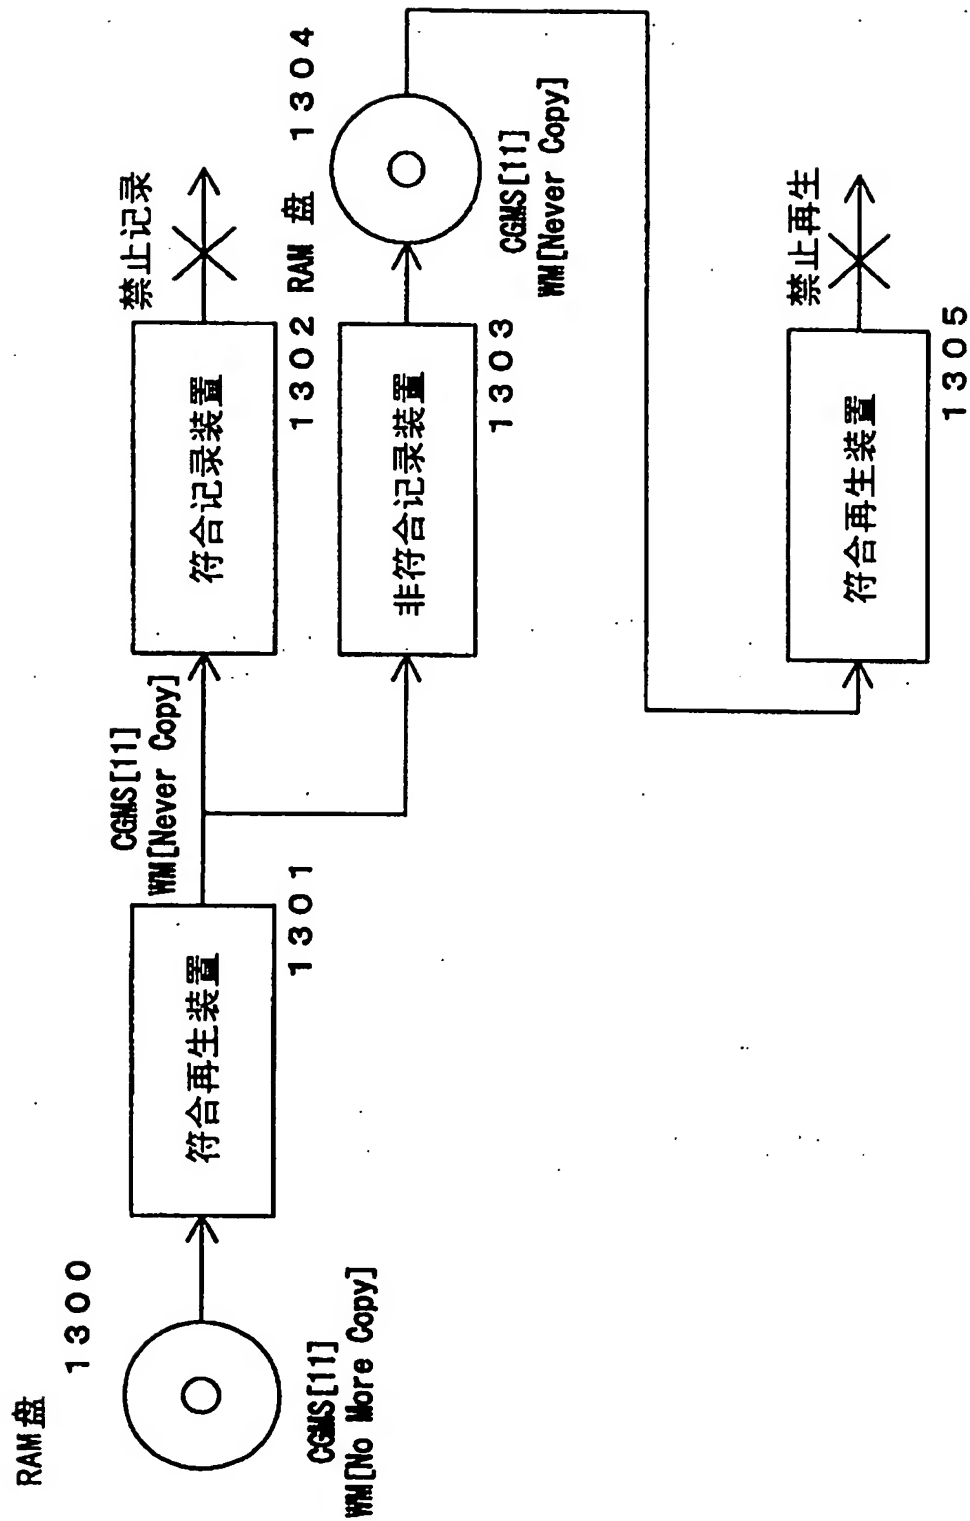 RAM盘
1300
CGMS[11]
WM[No More Copy]
符合再生装置
1301
CGMS[11]
WM[Never Copy]
符合记录装置
1302
禁止记录
非符合记录装置
1303
RAM 盘
1304
CGMS[11]
WM[Never Copy]
符合再生装置
1305
禁止再生